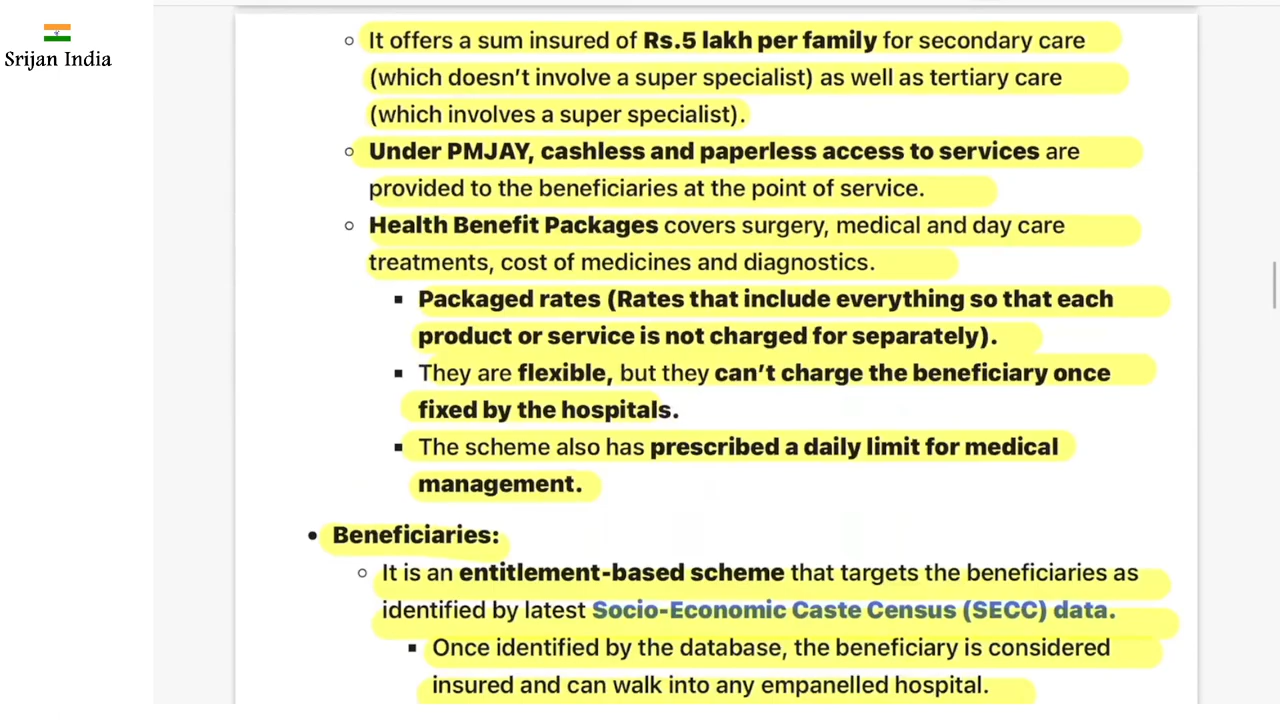 Srijan India
It offers a sum insured of Rs.5 lakh per family for secondary care
(which doesn’t involve a super specialist) as well as tertiary care
(which involves a super specialist).
Under PMJAY, cashless and paperless access to services are
provided to the beneficiaries at the point of service.
Health Benefit Packages covers surgery, medical and day care
treatments, cost of medicines and diagnostics.
Packaged rates (Rates that include everything so that each
product or service is not charged for separately).
They are flexible, but they can’t charge the beneficiary once
fixed by the hospitals.
The scheme also has prescribed a daily limit for medical
management.
Beneficiaries:
It is an entitlement-based scheme that targets the beneficiaries as
identified by latest Socio-Economic Caste Census (SECC) data.
Once identified by the database, the beneficiary is considered
insured and can walk into any empanelled hospital.